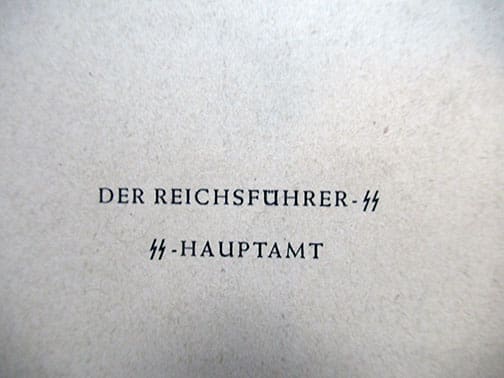 DER REICHSFÜHRER-ᛋᛋ
ᛋᛋ-HAUPTAMT